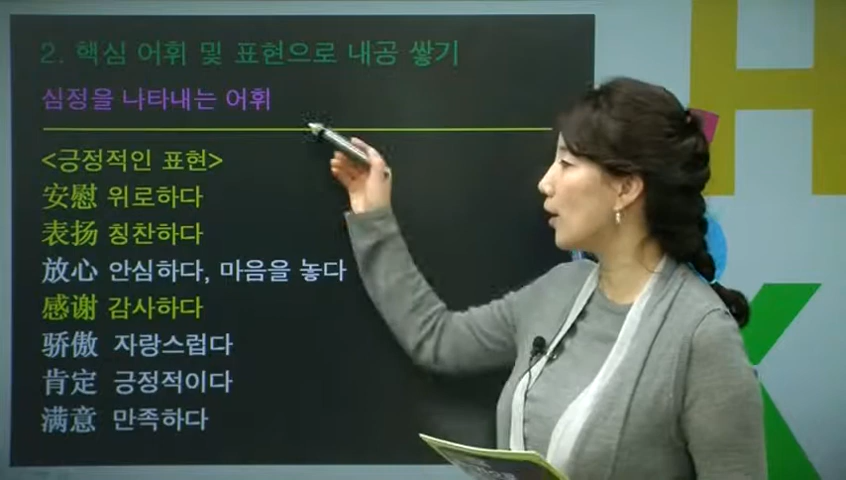 2. 핵심 어휘 및 표현으로 내공 쌓기
심정을 나타내는 어휘
<긍정적인 표현>
安慰 위로하다
表扬 칭찬하다
放心 안심하다, 마음을 놓다
感谢 감사하다
骄傲 자랑스럽다
肯定 긍정적이다
满意 만족하다
H
K